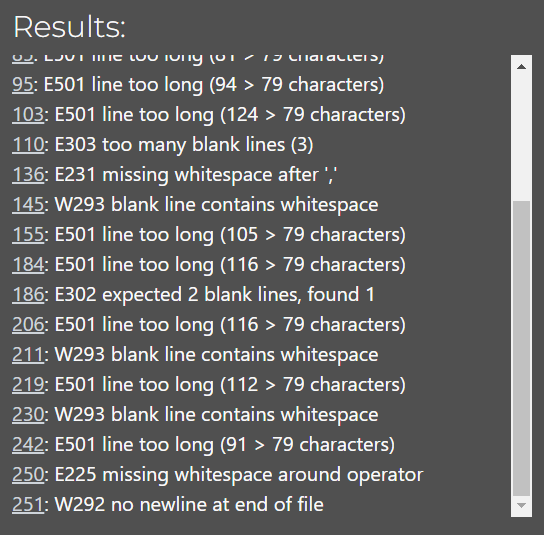 Results:
85: E501 line too long (81 > 79 characters)
95: E501 line too long (94 > 79 characters)
103: E501 line too long (124 > 79 characters)
110: E303 too many blank lines (3)
136: E231 missing whitespace after ','
145: W293 blank line contains whitespace
155: E501 line too long (105 > 79 characters)
184: E501 line too long (116 > 79 characters)
186: E302 expected 2 blank lines, found 1
206: E501 line too long (116 > 79 characters)
211: W293 blank line contains whitespace
219: E501 line too long (112 > 79 characters)
230: W293 blank line contains whitespace
242: E501 line too long (91 > 79 characters)
250: E225 missing whitespace around operator
251: W292 no newline at end of file